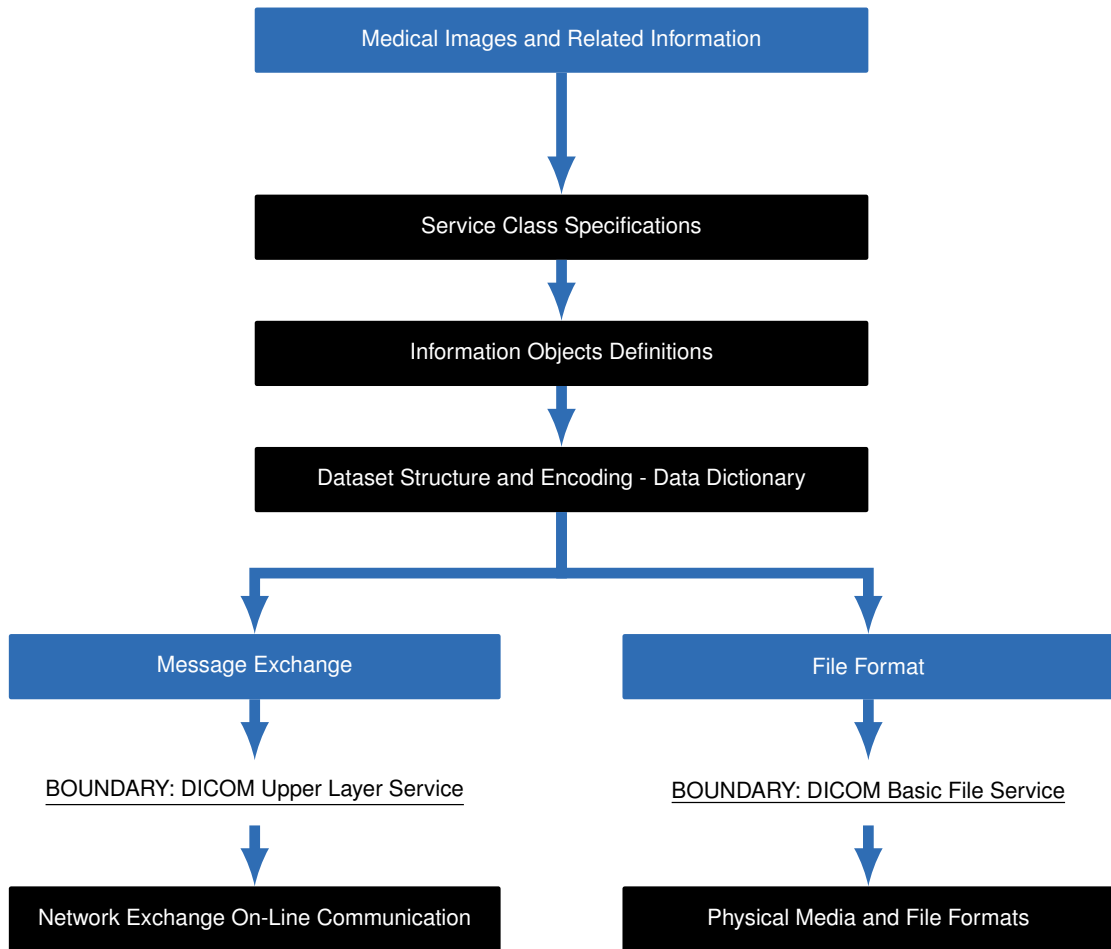 Medical Images and Related Information
Service Class Specifications
Information Objects Definitions
Dataset Structure and Encoding - Data Dictionary
Message Exchange
File Format
BOUNDARY: DICOM Upper Layer Service
BOUNDARY: DICOM Basic File Service
Network Exchange On-Line Communication
Physical Media and File Formats